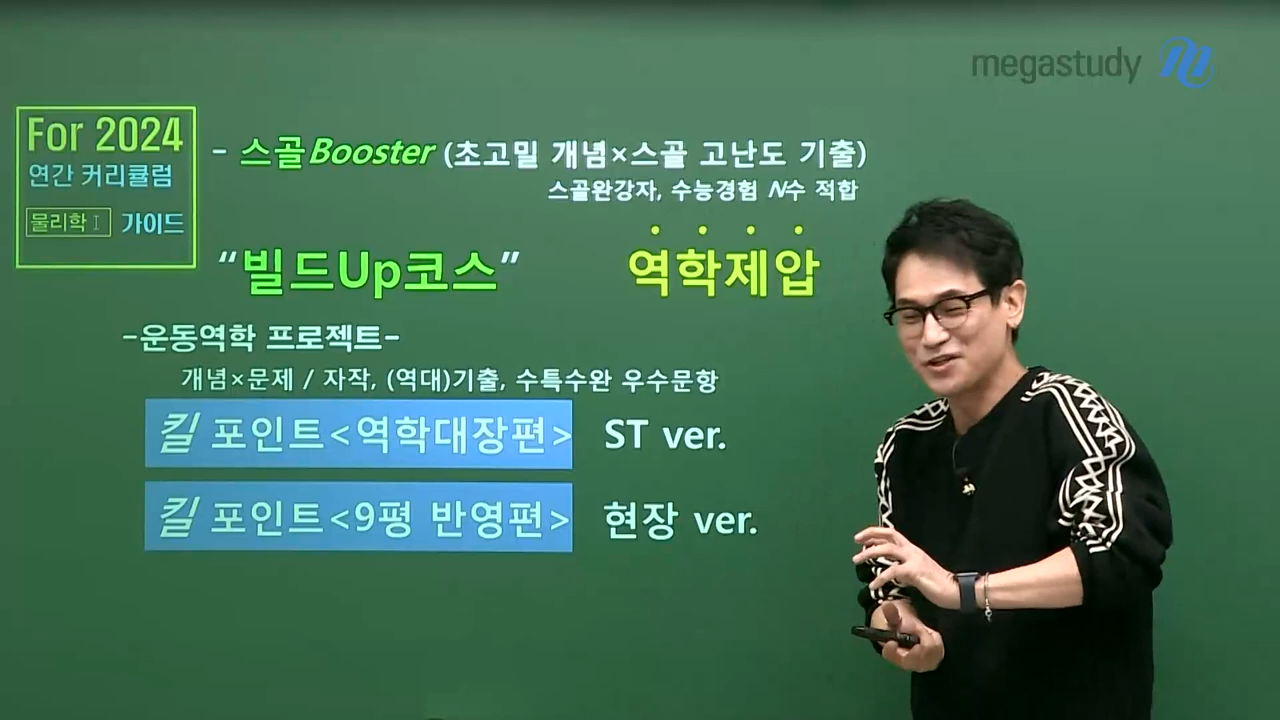 megastudy
For 2024
연간 커리큘럼
물리학 I 가이드
- 스골Booster (초고밀 개념×스골 고난도 기출)
스골완강자, 수능경험 N수 적합
“빌드Up코스” 역학제압
-운동역학 프로젝트-
개념×문제 / 자작, (역대)기출, 수특수완 우수문항
킬 포인트<역학대장편> ST ver.
킬 포인트<9평 반영편> 현장 ver.